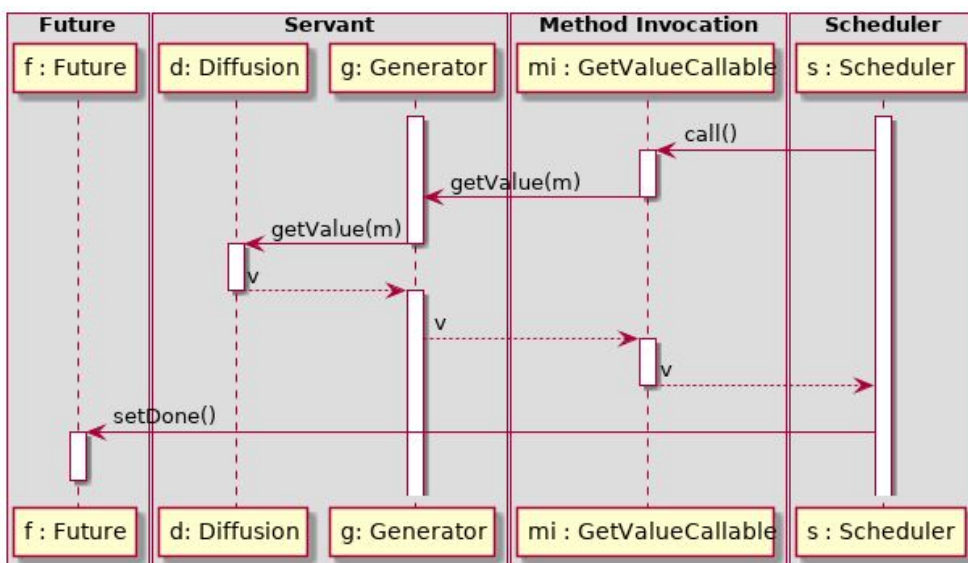 Future
Servant
Method Invocation
Scheduler
f : Future
d: Diffusion
g: Generator
mi : GetValueCallable
s : Scheduler
call()
getValue(m)
getValue(m)
v
v
v
setDone()
f : Future
d: Diffusion
g: Generator
mi : GetValueCallable
s : Scheduler